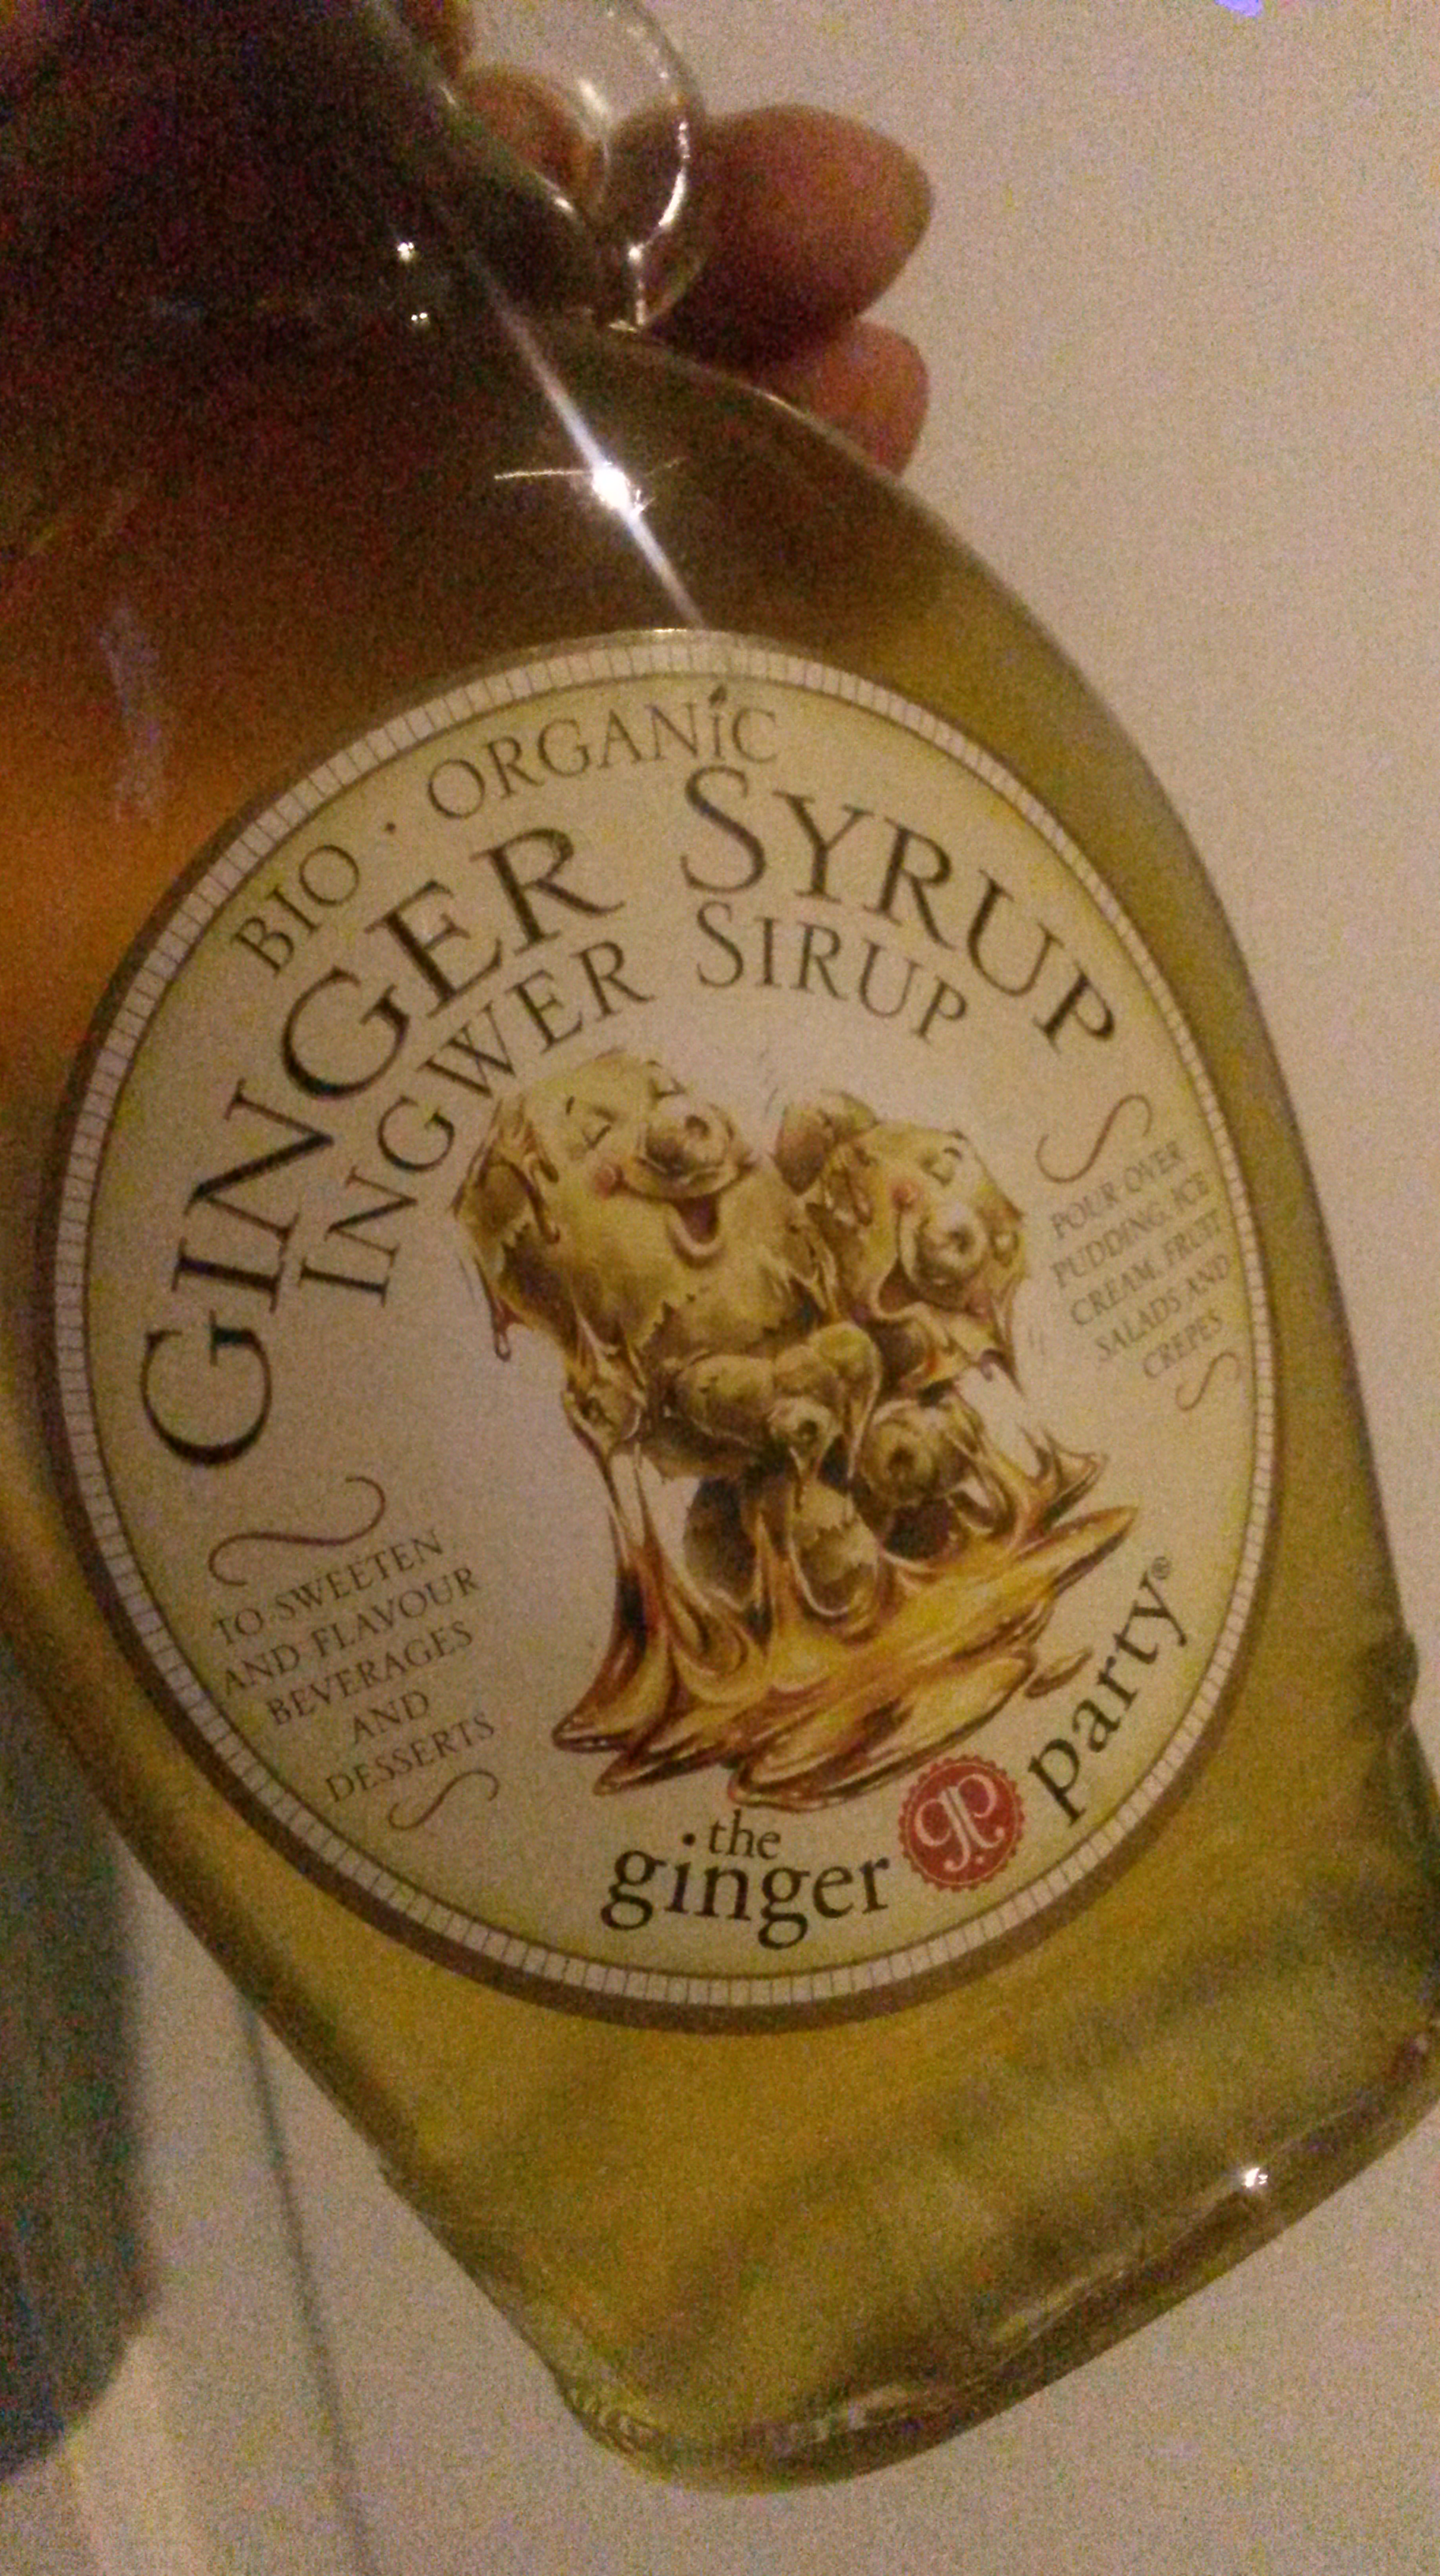 BIO · ORGANIC
GINGER SYRUP
INGWER SIRUP
POUR OVER
PUDDING, ICE
CREAM, FRUIT
SALADS AND
CREPES
TO SWEETEN
AND FLAVOUR
BEVERAGES
AND
DESSERTS
·the
ginger gp party®